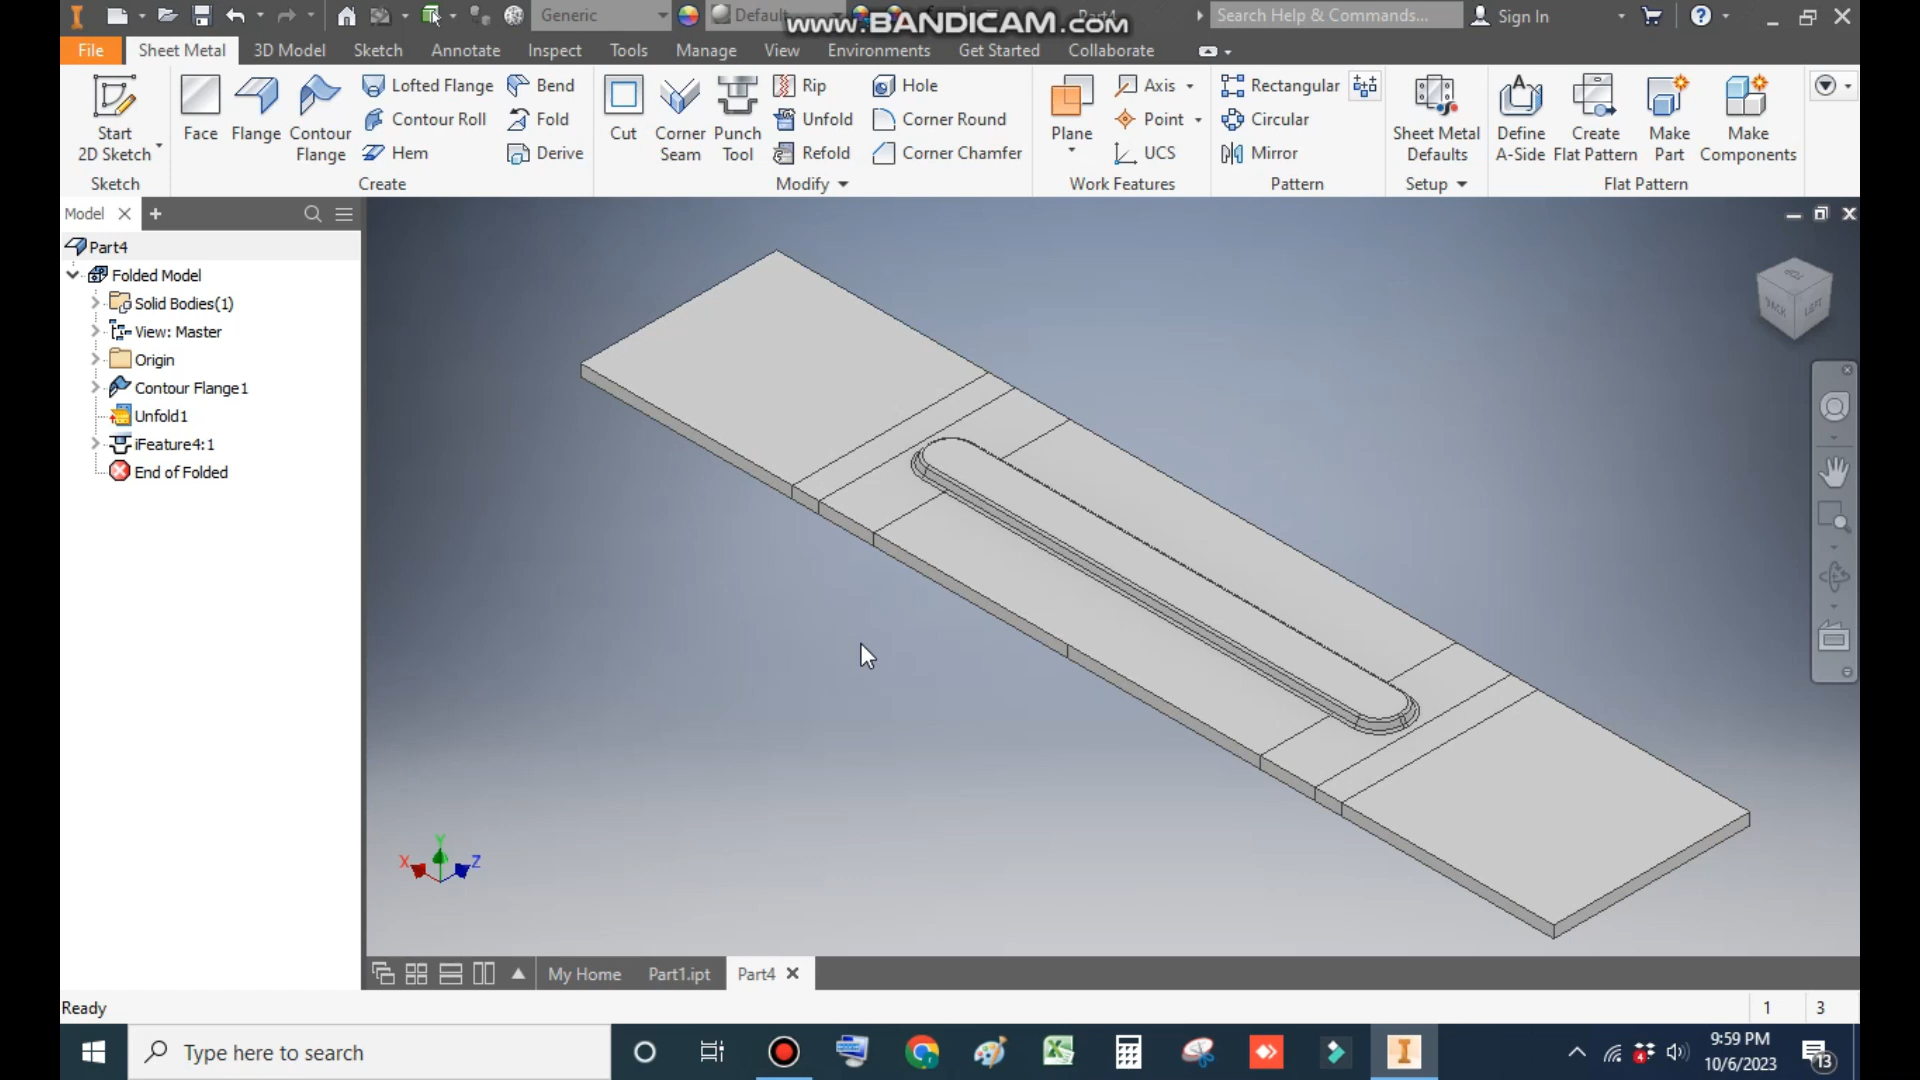 Generic
Default
www.BANDICAM.com
Part4
Search Help & Commands...
Sign In
File
Sheet Metal
3D Model
Sketch
Annotate
Inspect
Tools
Manage
View
Environments
Get Started
Collaborate
Start
2D Sketch
Face
Flange
Contour
Flange
Lofted Flange
Contour Roll
Hem
Bend
Fold
Derive
Cut
Corner
Seam
Punch
Tool
Rip
Unfold
Refold
Hole
Corner Round
Corner Chamfer
Plane
Axis
Point
UCS
Rectangular
Circular
Mirror
Sheet Metal
Defaults
Define
A-Side
Create
Flat Pattern
Make
Part
Make
Components
Sketch
Create
Modify
Work Features
Pattern
Setup
Flat Pattern
Model
Part4
Folded Model
Solid Bodies(1)
View: Master
Origin
Contour Flange1
Unfold1
iFeature4:1
End of Folded
BACK
LEFT
X
Y
Z
My Home
Part1.ipt
Part4
Ready
1
3
Type here to search
4
9:59 PM
10/6/2023
13